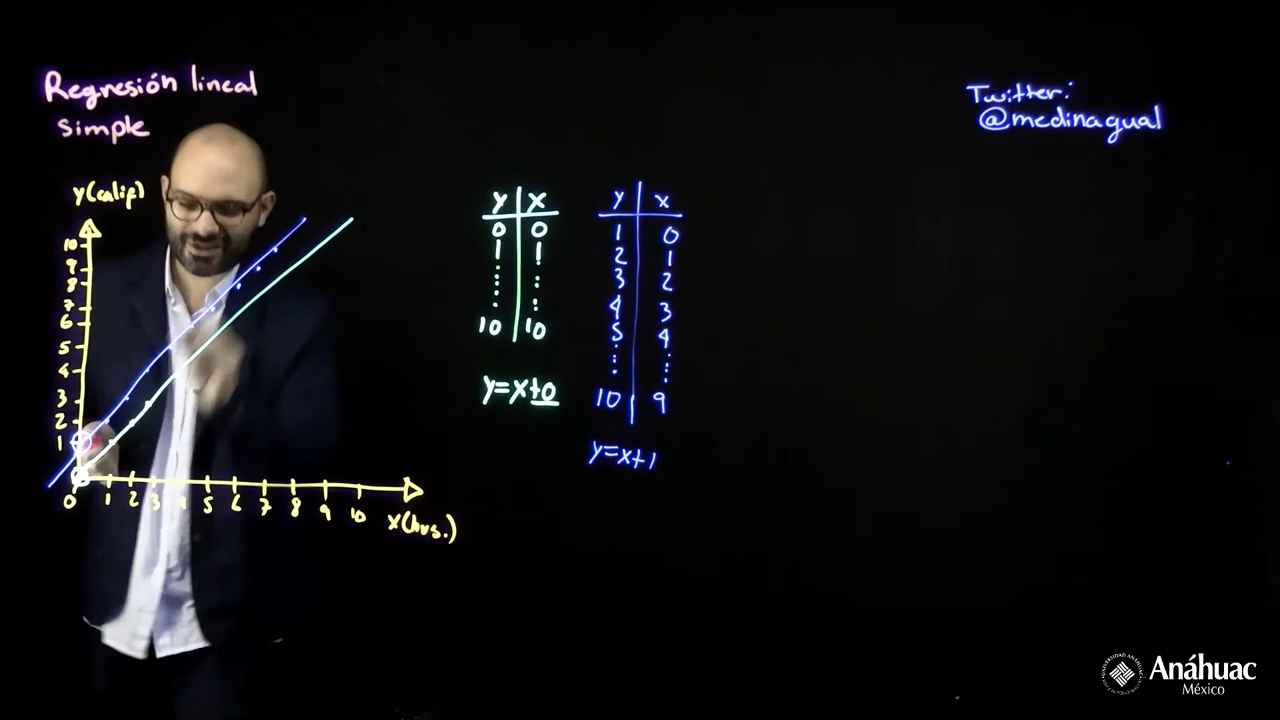 Regresión lineal
simple
Twitter:
@medinagual
y(calif)
10
9
8
7
6
5
4
3
2
1
0 1 2 3 4 5 6 7 8 9 10
x(hrs.)
y x
0 0
1 1
10 10
y=x+0
y x
1 0
2 1
3 2
4 3
5 4
10 9
y=x+1
Anáhuac
México